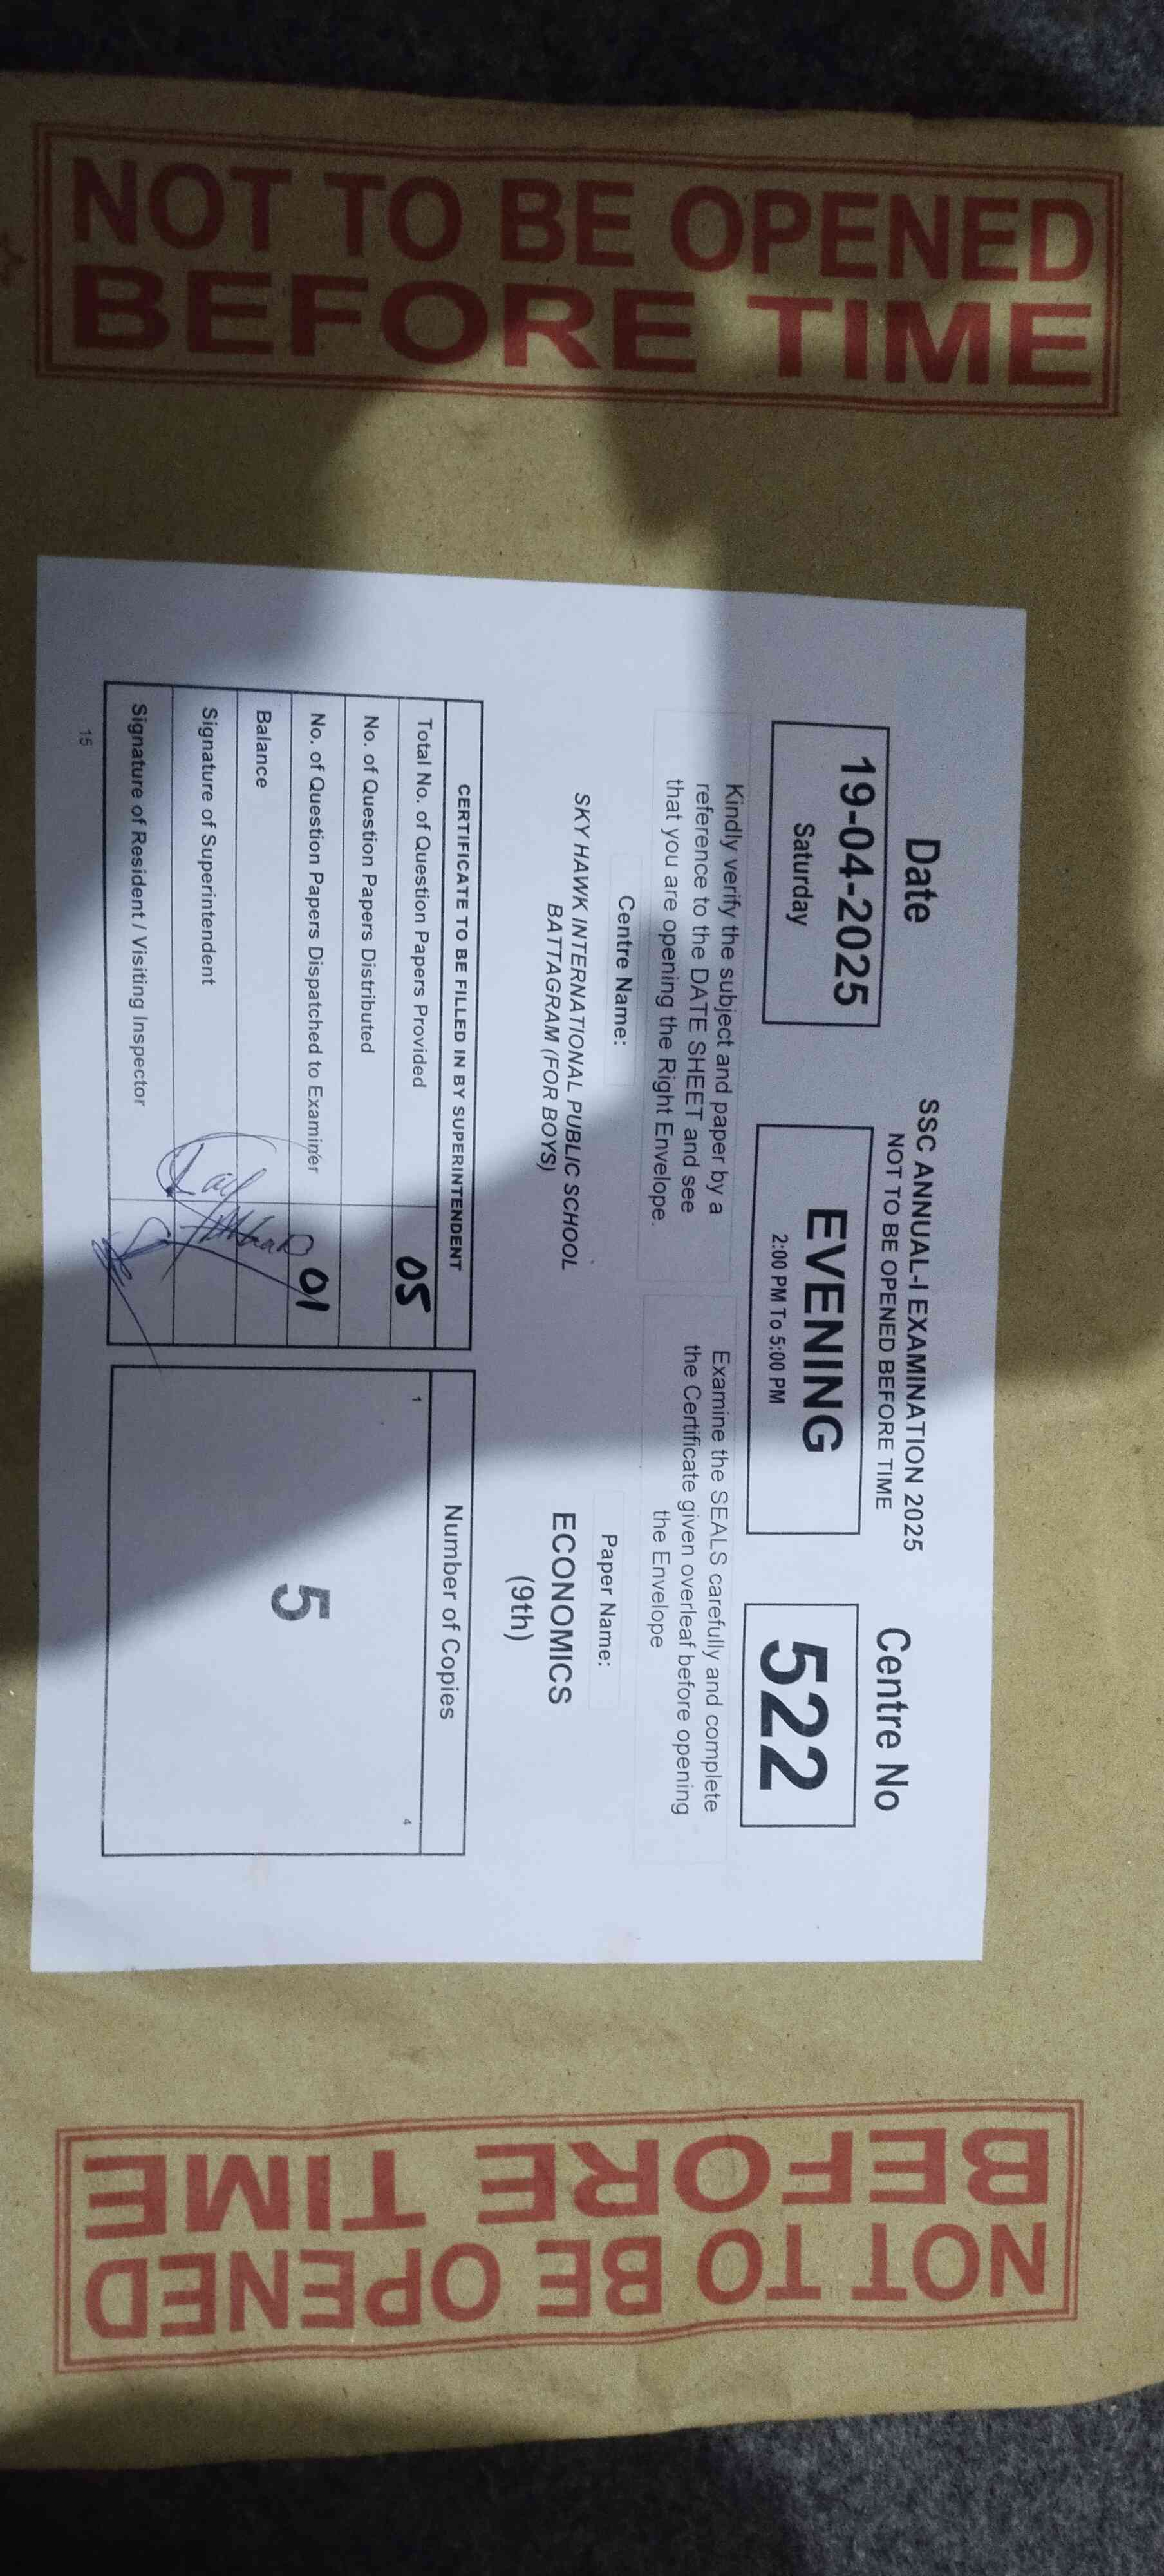 NOT TO BE OPENED
BEFORE TIME
SSC ANNUAL-I EXAMINATION 2025
NOT TO BE OPENED BEFORE TIME
Date
19-04-2025
Saturday
EVENING
2:00 PM To 5:00 PM
Centre No
522
Kindly verify the subject and paper by a
reference to the DATE SHEET and see
that you are opening the Right Envelope.
Examine the SEALS carefully and complete
the Certificate given overleaf before opening
the Envelope
Centre Name:
SKY HAWK INTERNATIONAL PUBLIC SCHOOL
BATTAGRAM (FOR BOYS)
Paper Name:
ECONOMICS
(9th)
CERTIFICATE TO BE FILLED IN BY SUPERINTENDENT
Total No. of Question Papers Provided 05
No. of Question Papers Distributed
No. of Question Papers Dispatched to Examiner 01
Balance
Signature of Superintendent
Signature of Resident / Visiting Inspector
Number of Copies
1
4
5
15
NOT TO BE OPENED
BEFORE TIME